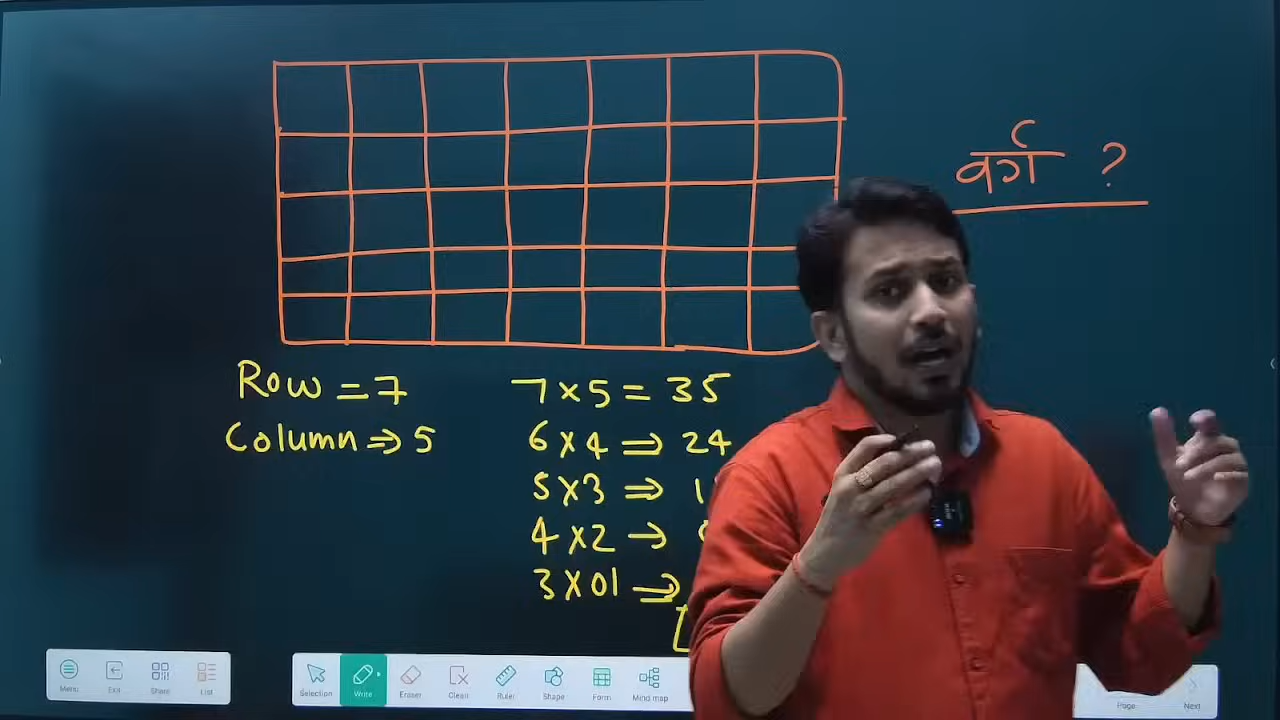 वर्ग ?
Row = 7
Column ⇒ 5
7 × 5 = 35
6 × 4 ⇒ 24
5 × 3 ⇒ 1
4 × 2 →
3 × 01 ⇒
Menu Exit Share List
Selection Write Eraser Clean Ruler Shape Form Mind map
Page Next